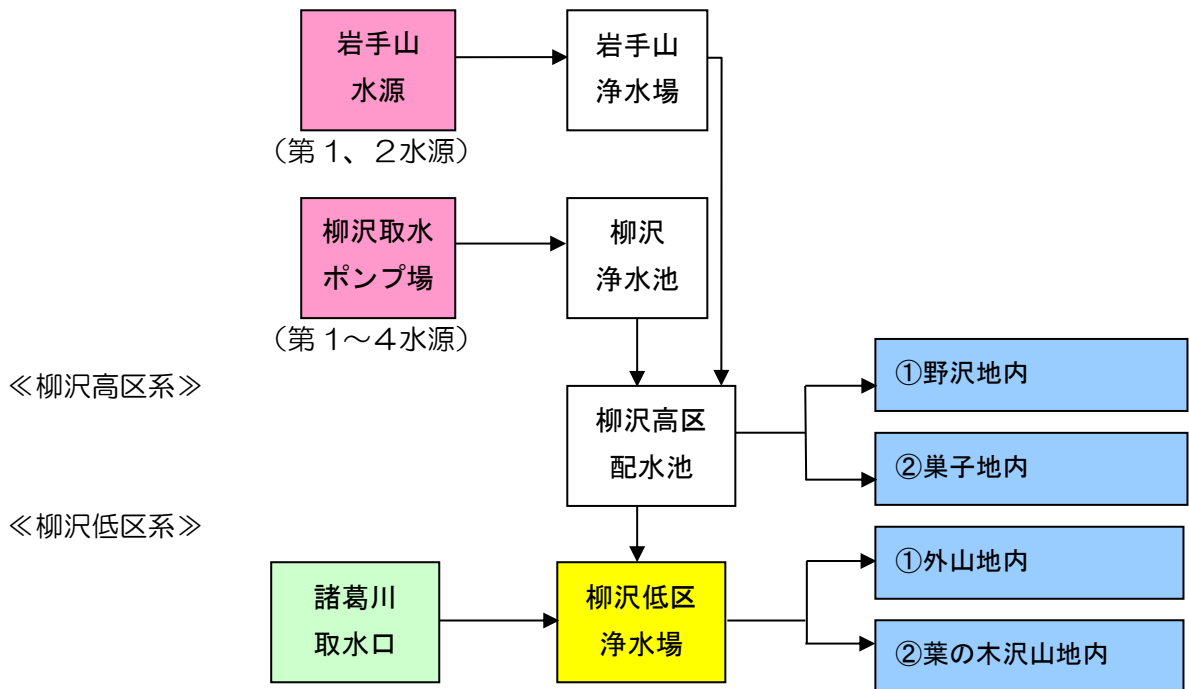 岩手山
水源
岩手山
浄水場
（第１、２水源）
柳沢取水
ポンプ場
柳沢
浄水池
（第１～４水源）
≪柳沢高区系≫
柳沢高区
配水池
①野沢地内
②巣子地内
≪柳沢低区系≫
諸葛川
取水口
柳沢低区
浄水場
①外山地内
②葉の木沢山地内